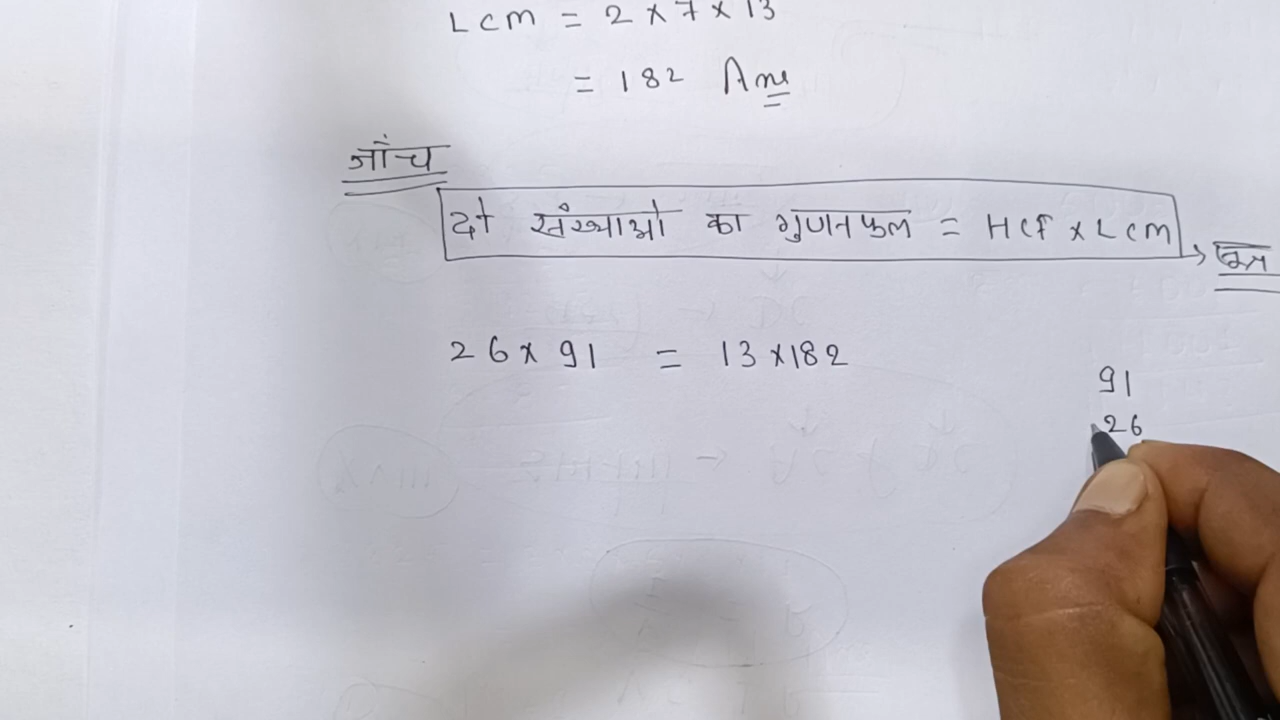 Lcm = 2 × 7 × 13
= 182 Ans
जाँच
दो संख्याओं का गुणनफल = HCF × Lcm
सूत्र
26 × 91 = 13 × 182
91
26